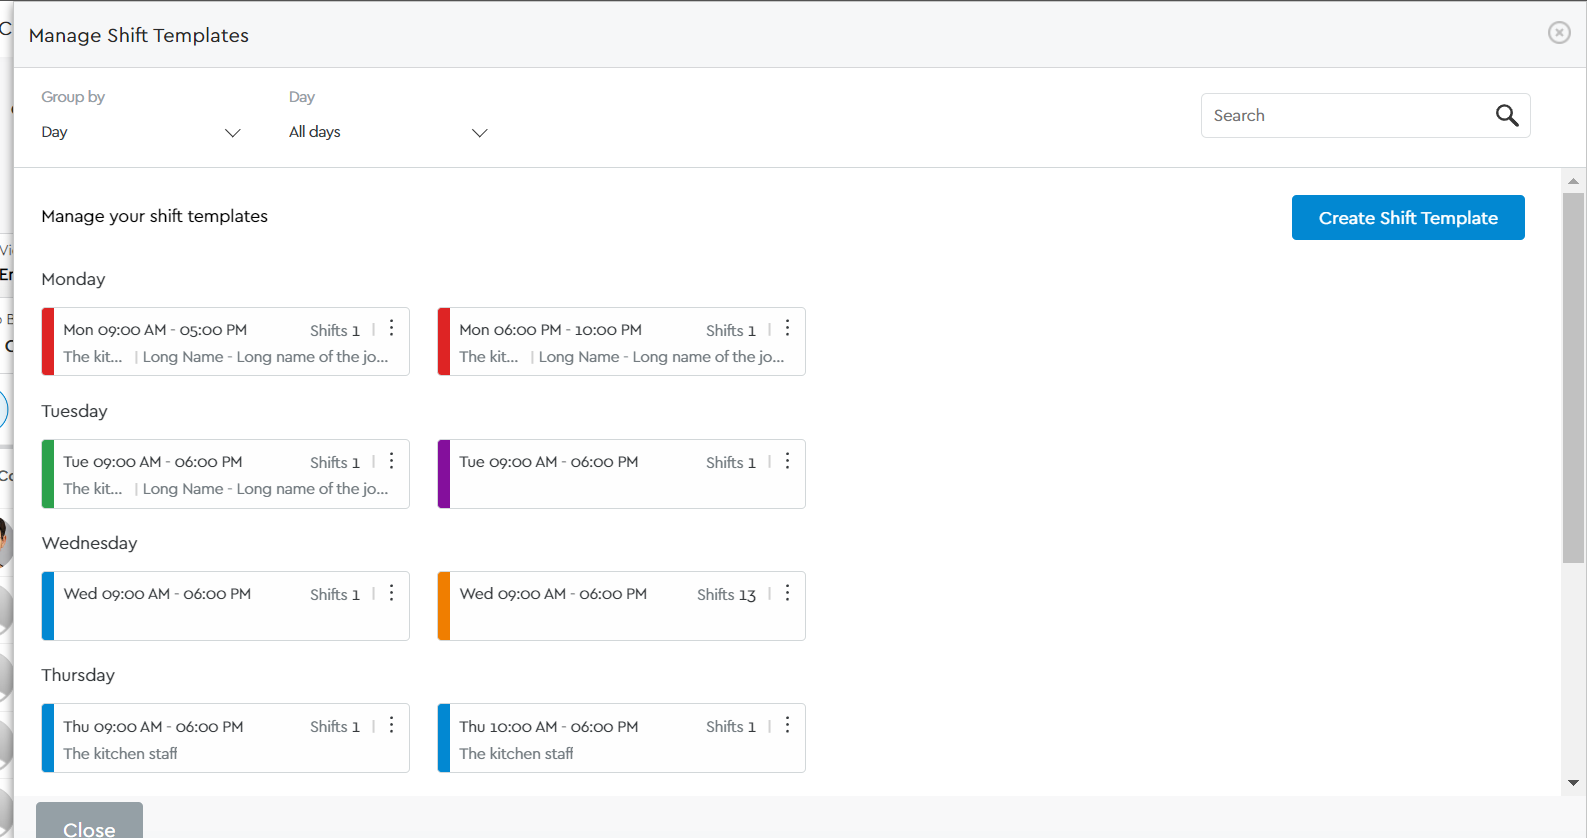 Manage Shift Templates
Group by
Day
Day
All days
Search
Manage your shift templates
Create Shift Template
Monday
Mon 09:00 AM - 05:00 PM Shifts 1
The kit... | Long Name - Long name of the jo...
Mon 06:00 PM - 10:00 PM Shifts 1
The kit... | Long Name - Long name of the jo...
Tuesday
Tue 09:00 AM - 06:00 PM Shifts 1
The kit... | Long Name - Long name of the jo...
Tue 09:00 AM - 06:00 PM Shifts 1
Wednesday
Wed 09:00 AM - 06:00 PM Shifts 1
Wed 09:00 AM - 06:00 PM Shifts 13
Thursday
Thu 09:00 AM - 06:00 PM Shifts 1
The kitchen staff
Thu 10:00 AM - 06:00 PM Shifts 1
The kitchen staff
Close